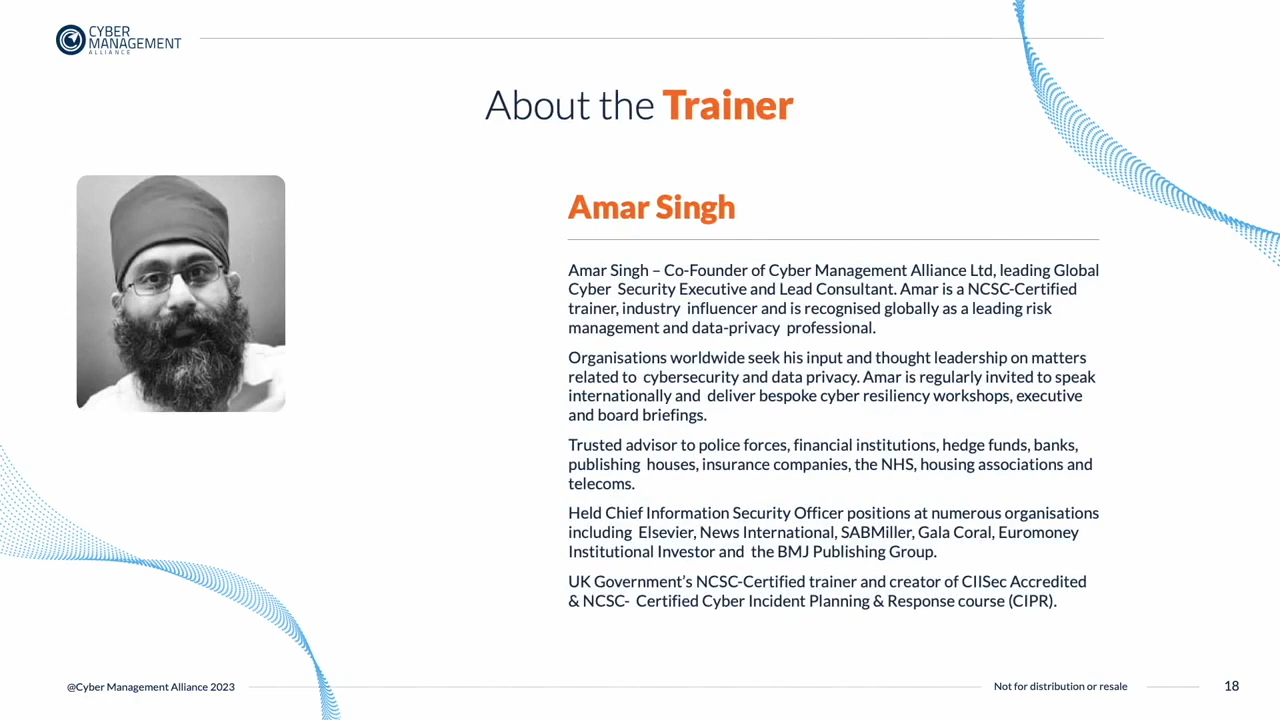 CYBER
MANAGEMENT
ALLIANCE
About the Trainer
Amar Singh
Amar Singh – Co-Founder of Cyber Management Alliance Ltd, leading Global
Cyber Security Executive and Lead Consultant. Amar is a NCSC-Certified
trainer, industry influencer and is recognised globally as a leading risk
management and data-privacy professional.
Organisations worldwide seek his input and thought leadership on matters
related to cybersecurity and data privacy. Amar is regularly invited to speak
internationally and deliver bespoke cyber resiliency workshops, executive
and board briefings.
Trusted advisor to police forces, financial institutions, hedge funds, banks,
publishing houses, insurance companies, the NHS, housing associations and
telecoms.
Held Chief Information Security Officer positions at numerous organisations
including Elsevier, News International, SABMiller, Gala Coral, Euromoney
Institutional Investor and the BMJ Publishing Group.
UK Government’s NCSC-Certified trainer and creator of CIISec Accredited
& NCSC- Certified Cyber Incident Planning & Response course (CIPR).
@Cyber Management Alliance 2023
Not for distribution or resale
18